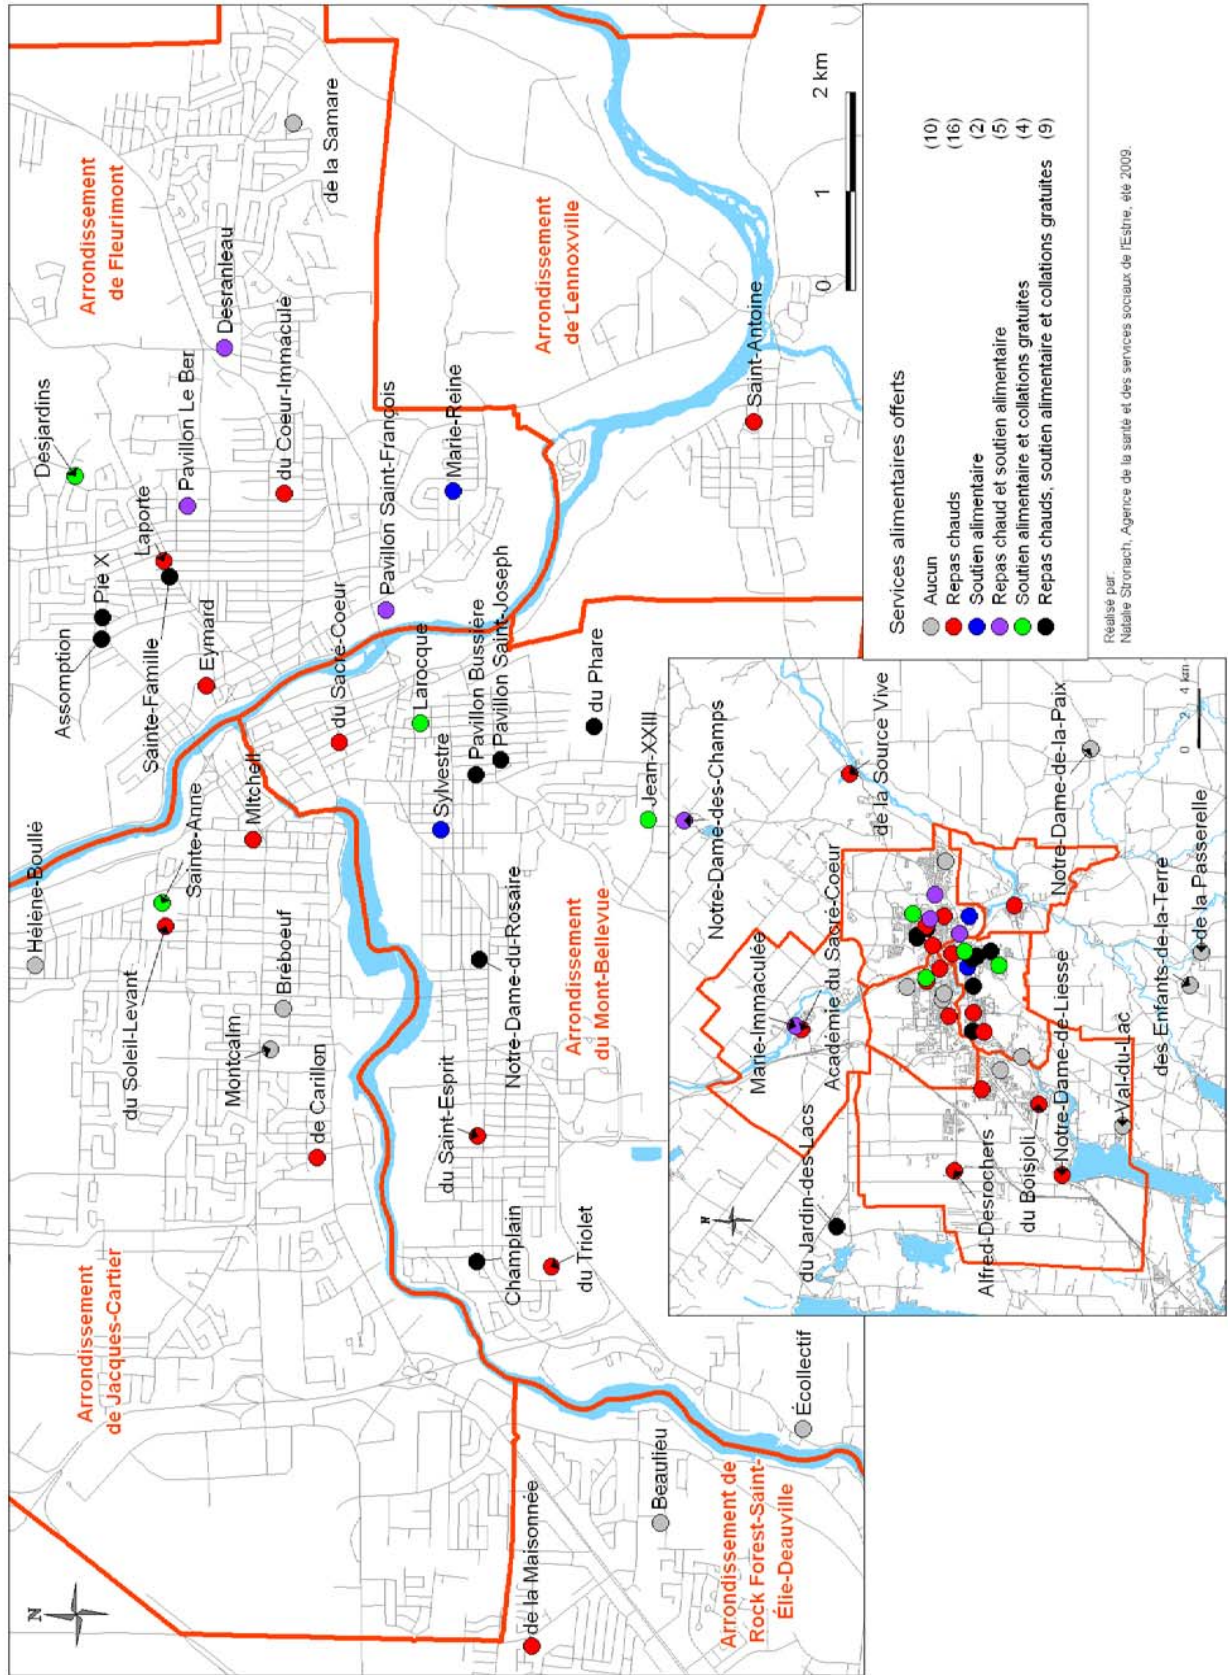 N
Arrondissement
de Jacques-Cartier
Hélène-Boullé
du Soleil-Levant
Sainte-Anne
Montcalm
Bréboeuf
Mitchell
de Carillon
Assomption
Pie X
Desjardins
Sainte-Famille
Laporte
Eymard
Pavillon Le Ber
Desranleau
Arrondissement
de Fleurimont
du Coeur-Immaculé
de la Samare
du Sacré-Coeur
Pavillon Saint-François
Larocque
Marie-Reine
Sylvestre
Pavillon Bussière
Pavillon Saint-Joseph
Arrondissement
de Lennoxville
du Saint-Esprit
Notre-Dame-du-Rosaire
Champlain
du Triolet
Arrondissement
du Mont-Bellevue
du Phare
Jean-XXIII
Saint-Antoine
de la Maisonnée
Beaulieu
Écollectif
Arrondissement de
Rock Forest-Saint-
Élie-Deauville
0 1 2 km
N
Notre-Dame-des-Champs
Marie-Immaculée
Académie du Sacré-Coeur
du Jardin-des-Lacs
de la Source Vive
Alfred-Desrochers
du Boisjoli
Notre-Dame-de-Liesse
Notre-Dame-de-la-Paix
Val-du-Lac
des Enfants-de-la-Terre
de la Passerelle
0 2 4 km
Services alimentaires offerts
Aucun (10)
Repas chauds (16)
Soutien alimentaire (2)
Repas chaud et soutien alimentaire (5)
Soutien alimentaire et collations gratuites (4)
Repas chauds, soutien alimentaire et collations gratuites (9)
Réalisé par:
Natalie Stronach, Agence de la santé et des services sociaux de l'Estrie, été 2009.